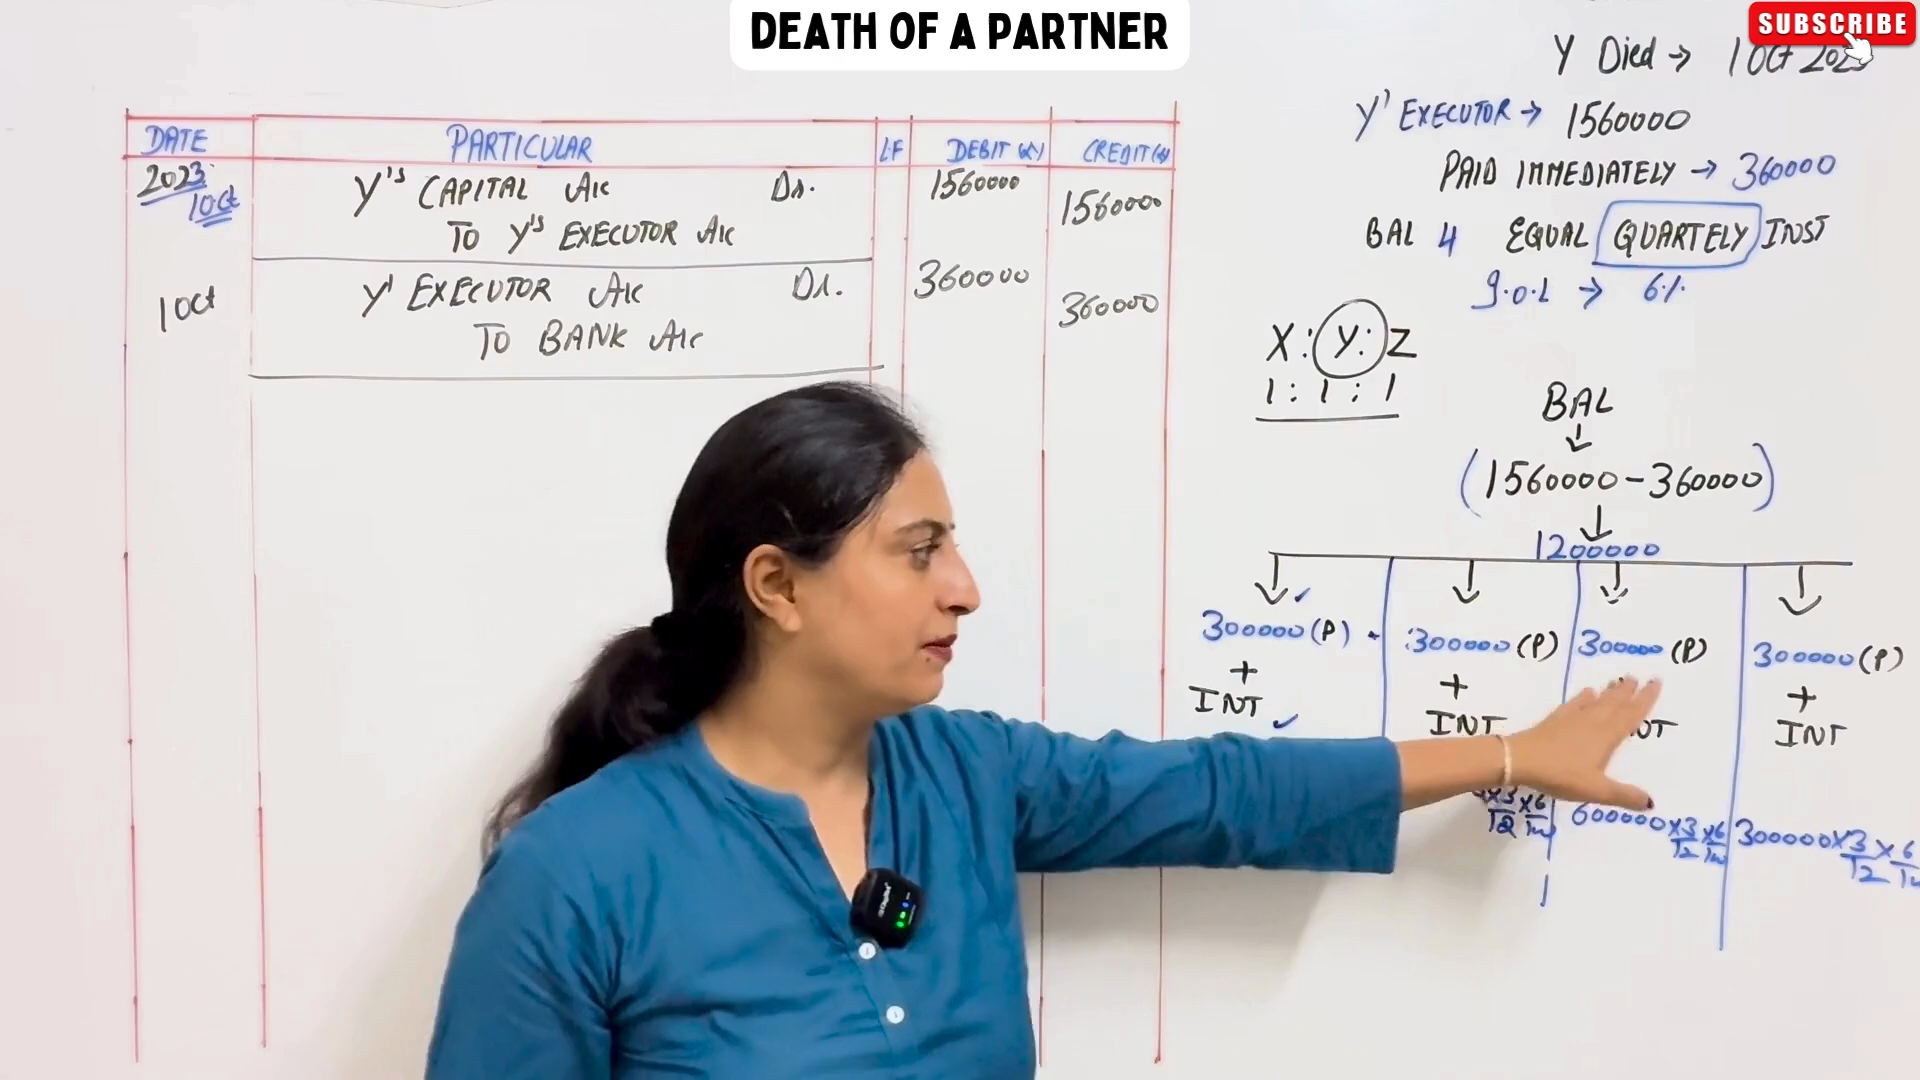 DEATH OF A PARTNER
SUBSCRIBE
Y Died → 1 Oct 2023
Y' EXECUTOR → 1560000
PAID IMMEDIATELY → 360000
BAL 4 EQUAL QUARTELY INST
I.O.L → 6%
X : Y : Z
1 : 1 : 1
BAL
(1560000 - 360000)
1200000
300000 (P) 300000 (P) 300000 (P) 300000 (P)
+ + +
INT INT INT
×3/12 ×6/100 600000×3/12 ×6/100 300000×3/12 ×6
DATE PARTICULAR LF DEBIT (₹) CREDIT (₹)
2023 1 Oct Y'S CAPITAL A/c Dr. 1560000
TO Y'S EXECUTOR A/c 1560000
1 Oct Y' EXECUTOR A/c Dr. 360000
TO BANK A/c 360000